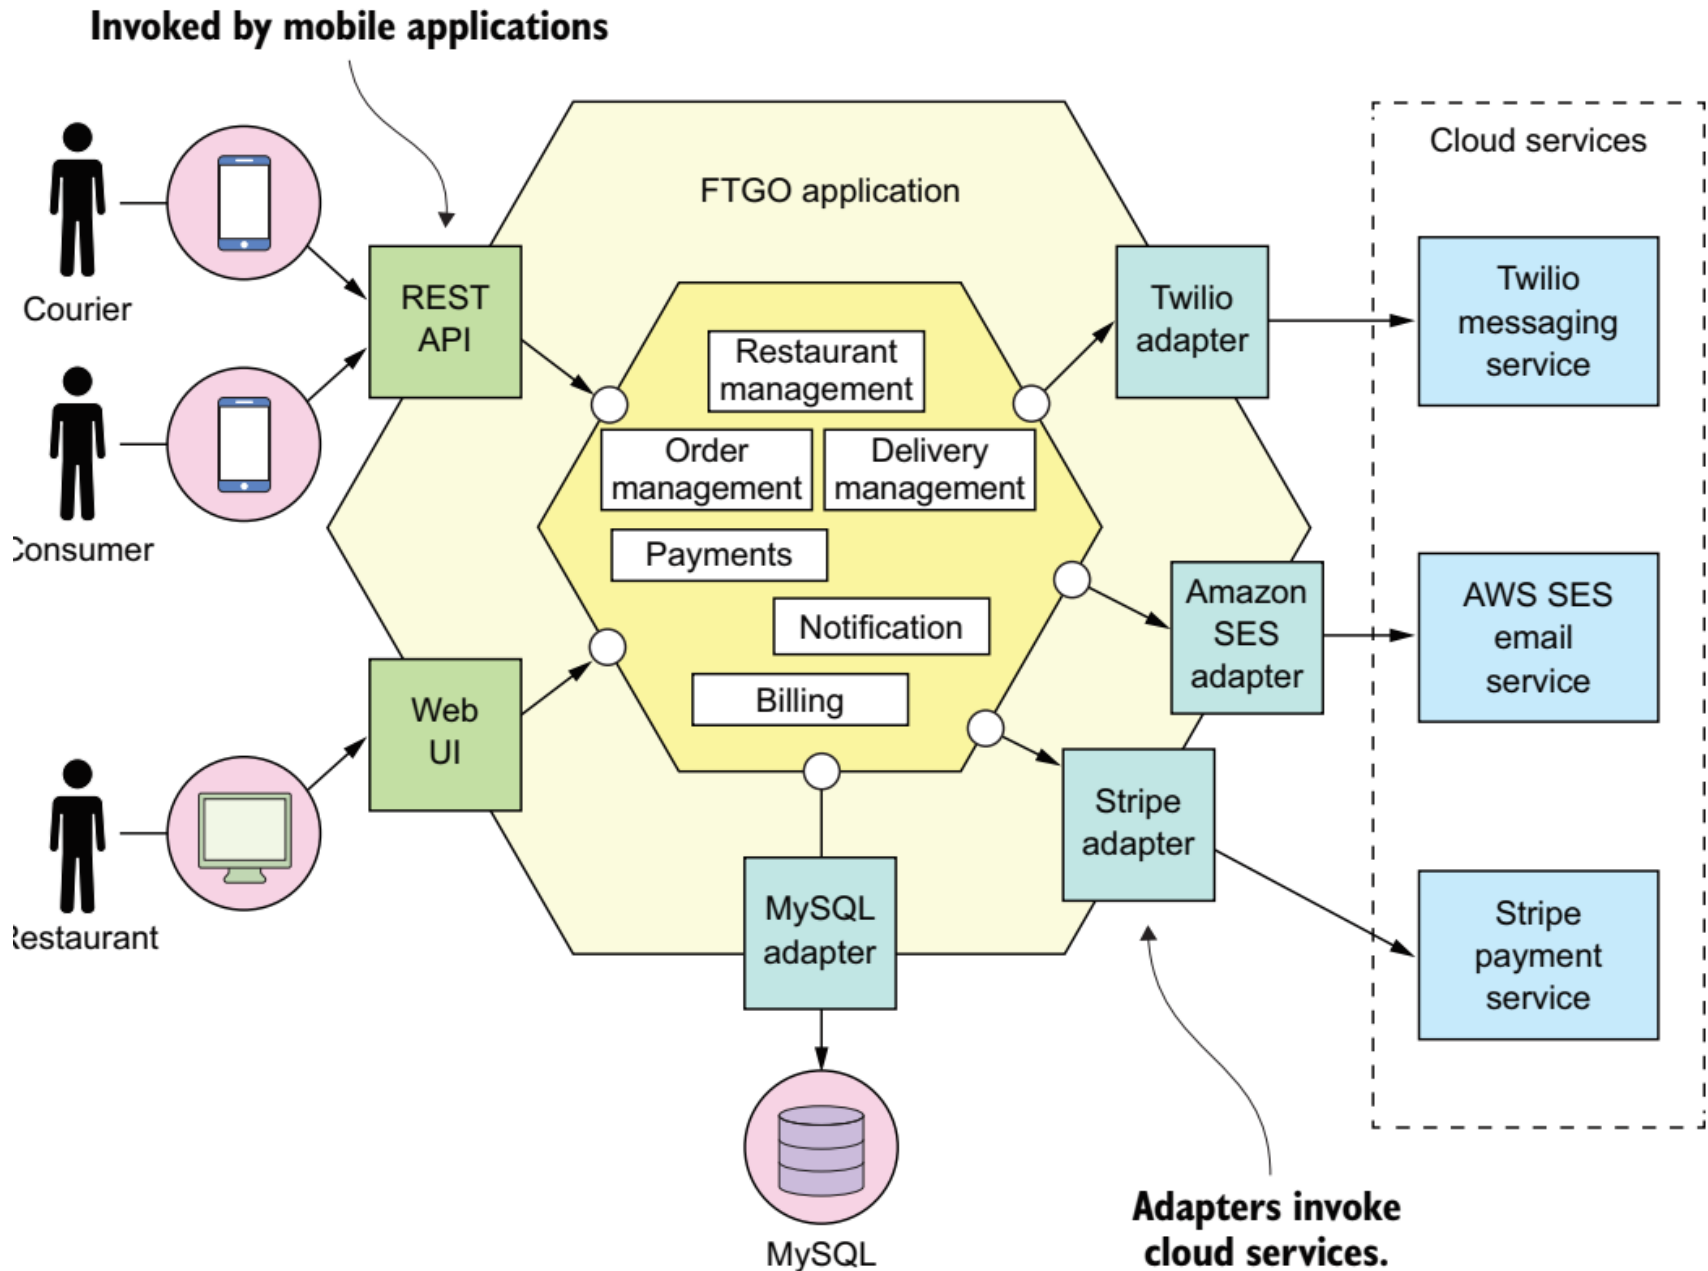 Invoked by mobile applications
Cloud services
FTGO application
Courier
REST
API
Twilio
adapter
Twilio
messaging
service
Restaurant
management
Order
management
Delivery
management
Consumer
Payments
Notification
Amazon
SES
adapter
AWS SES
email
service
Billing
Web
UI
Stripe
adapter
Restaurant
MySQL
adapter
Stripe
payment
service
MySQL
Adapters invoke
cloud services.